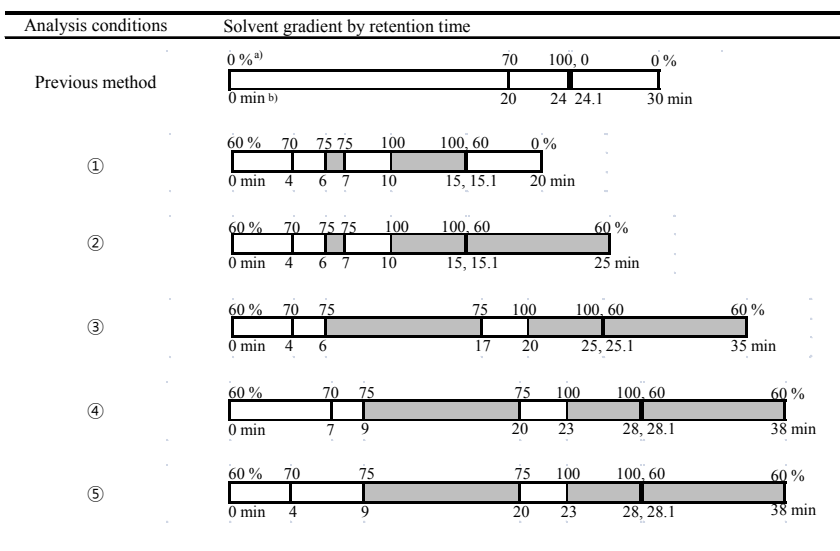 Analysis conditions Solvent gradient by retention time
0 %a) 70 100, 0 0 %
Previous method
0 min b) 20 24 24.1 30 min
60 % 70 75 75 100 100, 60 0 %
①
0 min 4 6 7 10 15, 15.1 20 min
60 % 70 75 75 100 100, 60 60 %
②
0 min 4 6 7 10 15, 15.1 25 min
60 % 70 75 75 100 100, 60 60 %
③
0 min 4 6 17 20 25, 25.1 35 min
60 % 70 75 75 100 100, 60 60 %
④
0 min 7 9 20 23 28, 28.1 38 min
60 % 70 75 75 100 100, 60 60 %
⑤
0 min 4 9 20 23 28, 28.1 38 min